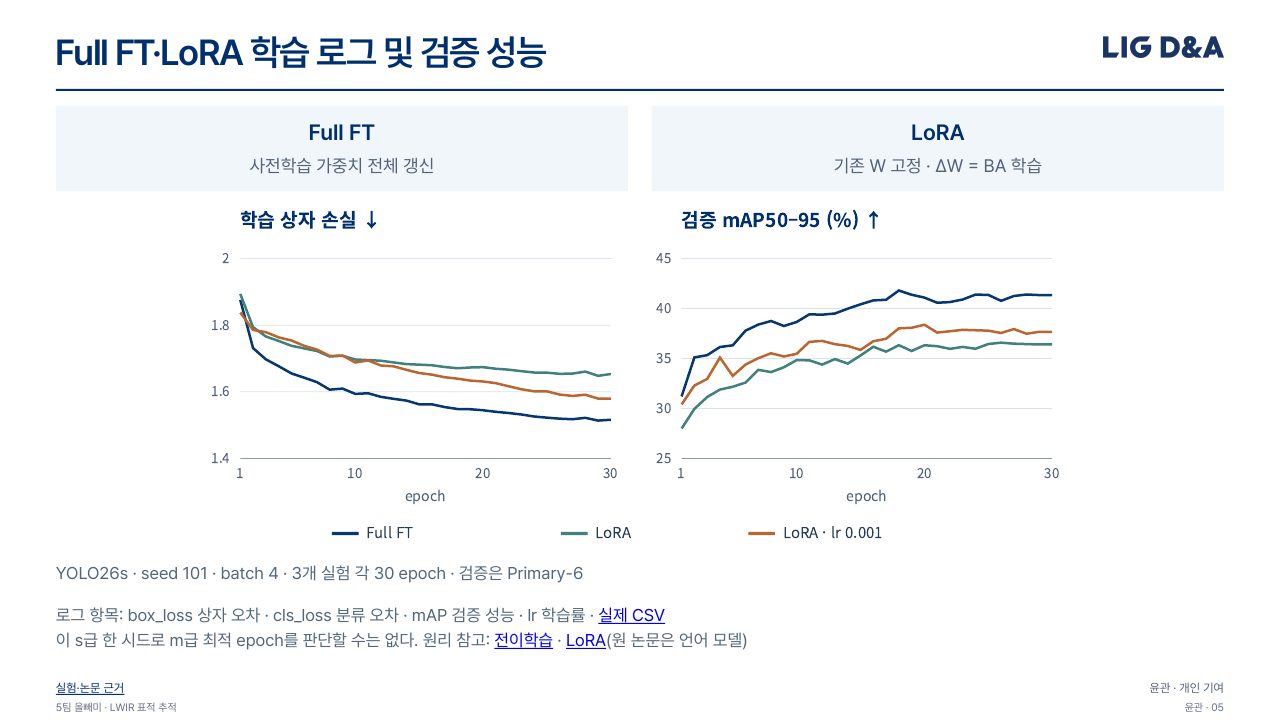 Full FT·LoRA 학습 로그 및 검증 성능
LIG D&A
Full FT
사전학습 가중치 전체 갱신
LoRA
기존 W 고정 · ΔW = BA 학습
학습 상자 손실 ↓
2
1.8
1.6
1.4
1
10
20
30
epoch
검증 mAP50–95 (%) ↑
45
40
35
30
25
1
10
20
30
epoch
Full FT
LoRA
LoRA · lr 0.001
YOLO26s · seed 101 · batch 4 · 3개 실험 각 30 epoch · 검증은 Primary-6
로그 항목: box_loss 상자 오차 · cls_loss 분류 오차 · mAP 검증 성능 · lr 학습률 · 실제 CSV
이 s급 한 시드로 m급 최적 epoch를 판단할 수는 없다. 원리 참고: 전이학습 · LoRA(원 논문은 언어 모델)
실험·논문 근거
5팀 올빼미 · LWIR 표적 추적
윤관 · 개인 기여
윤관 · 05